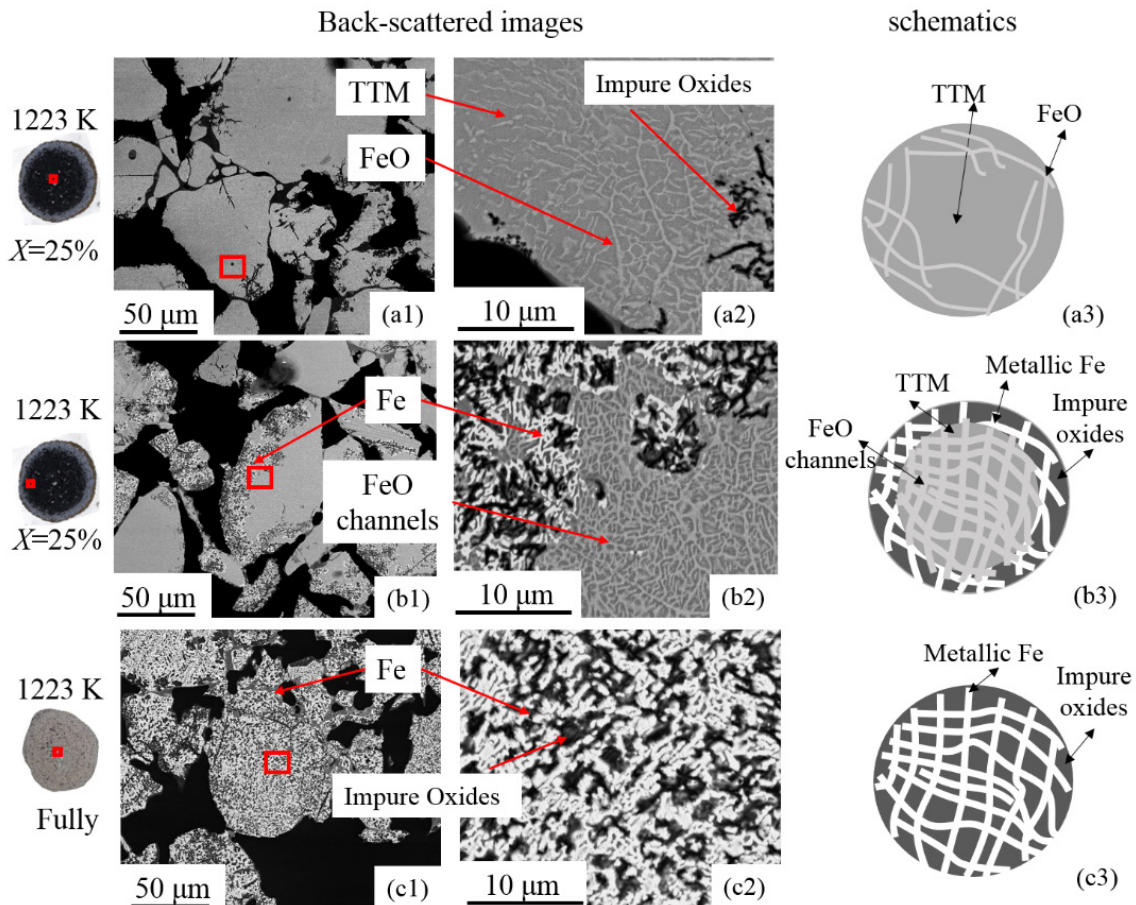 Back-scattered images
schematics
1223 K
X=25%
TTM
FeO
50 μm
(a1)
Impure Oxides
10 μm
(a2)
TTM
FeO
(a3)
1223 K
X=25%
Fe
FeO
channels
50 μm
(b1)
10 μm
(b2)
Metallic Fe
TTM
Impure
oxides
FeO
channels
(b3)
1223 K
Fully
Fe
Impure Oxides
50 μm
(c1)
10 μm
(c2)
Metallic Fe
Impure
oxides
(c3)